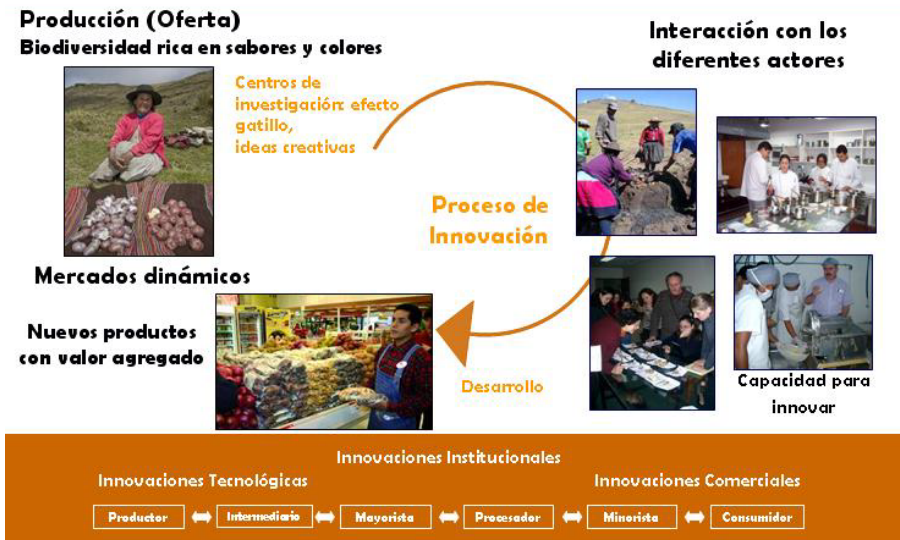 Producción (Oferta)
Biodiversidad rica en sabores y colores
Centros de
investigación: efecto
gatillo,
ideas creativas
Interacción con los
diferentes actores
Proceso de
Innovación
Mercados dinámicos
Nuevos productos
con valor agregado
Desarrollo
Capacidad para
innovar
Innovaciones Institucionales
Innovaciones Tecnológicas
Innovaciones Comerciales
Productor
Intermediario
Mayorista
Procesador
Minorista
Consumidor